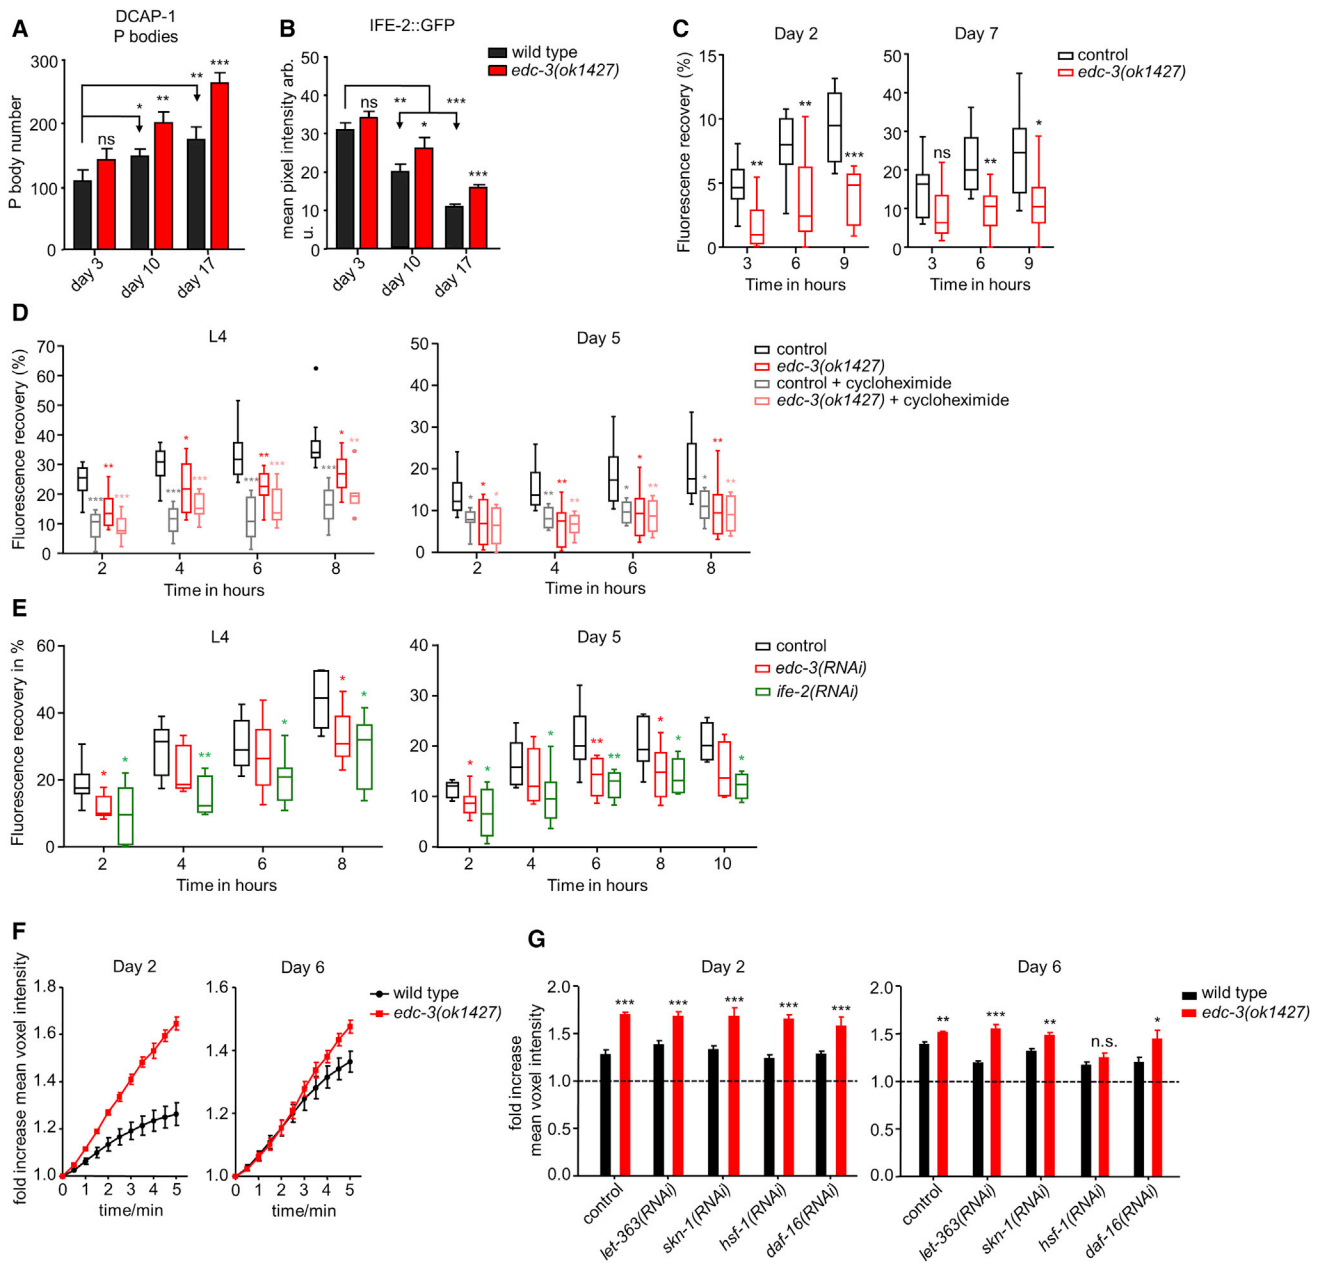 A
DCAP-1
P bodies
P body number
300
200
100
0
ns
*
**
**
***
day 3
day 10
day 17
B
IFE-2::GFP
mean pixel intensity arb.
u.
50
40
30
20
10
0
ns
**
*
***
***
day 3
day 10
day 17
wild type
edc-3(ok1427)
C
Day 2
Fluorescence recovery (%)
15
10
5
0
**
**
***
3
6
9
Time in hours
Day 7
50
40
30
20
10
0
ns
**
*
3
6
9
Time in hours
control
edc-3(ok1427)
D
L4
Fluorescence recovery (%)
70
60
50
40
30
20
10
0
***
**
***
***
*
***
***
**
***
***
*
**
2
4
6
8
Time in hours
Day 5
50
40
30
20
10
0
*
*
*
**
**
**
*
*
**
*
**
*
2
4
6
8
Time in hours
control
edc-3(ok1427)
control + cycloheximide
edc-3(ok1427) + cycloheximide
E
L4
Fluorescence recovery in %
60
40
20
0
*
*
**
*
*
*
2
4
6
8
Time in hours
Day 5
40
30
20
10
0
*
*
*
**
**
*
*
*
2
4
6
8
10
Time in hours
control
edc-3(RNAi)
ife-2(RNAi)
F
Day 2
fold increase mean voxel intensity
1.8
1.6
1.4
1.2
1.0
0
1
2
3
4
5
time/min
Day 6
1.6
1.4
1.2
1.0
0
1
2
3
4
5
time/min
wild type
edc-3(ok1427)
G
Day 2
fold increase
mean voxel intensity
2.0
1.5
1.0
0.5
0.0
***
***
***
***
***
control
let-363(RNAi)
skn-1(RNAi)
hsf-1(RNAi)
daf-16(RNAi)
Day 6
2.0
1.5
1.0
0.5
0.0
**
***
**
n.s.
*
control
let-363(RNAi)
skn-1(RNAi)
hsf-1(RNAi)
daf-16(RNAi)
wild type
edc-3(ok1427)